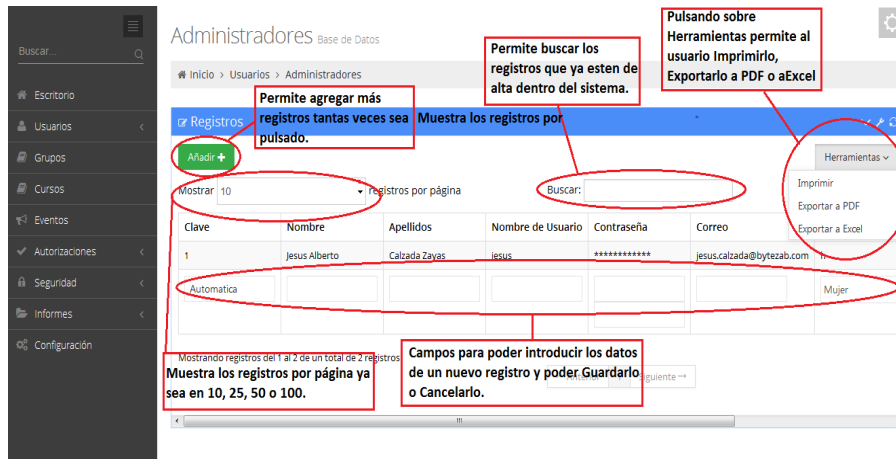 Buscar...
Escritorio
Usuarios
Grupos
Cursos
Eventos
Autorizaciones
Seguridad
Informes
Configuración
Administradores Base de Datos
Inicio > Usuarios > Administradores
Registros
Permite agregar más
registros tantas veces sea
pulsado.
Muestra los registros por
Permite buscar los
registros que ya esten de
alta dentro del sistema.
Pulsando sobre
Herramientas permite al
usuario Imprimirlo,
Exportarlo a PDF o aExcel
Añadir
Herramientas
Imprimir
Exportar a PDF
Exportar a Excel
Mostrar 10 registros por página
Buscar:
Clave Nombre Apellidos Nombre de Usuario Contraseña Correo
1 Jesus Alberto Calzada Zayas jesus ************ jesus.calzada@bytezab.com
Automatica Mujer
Mostrando registros del 1 al 2 de un total de 2 registros
Siguiente →
Muestra los registros por página ya
sea en 10, 25, 50 o 100.
Campos para poder introducir los datos
de un nuevo registro y poder Guardarlo
o Cancelarlo.